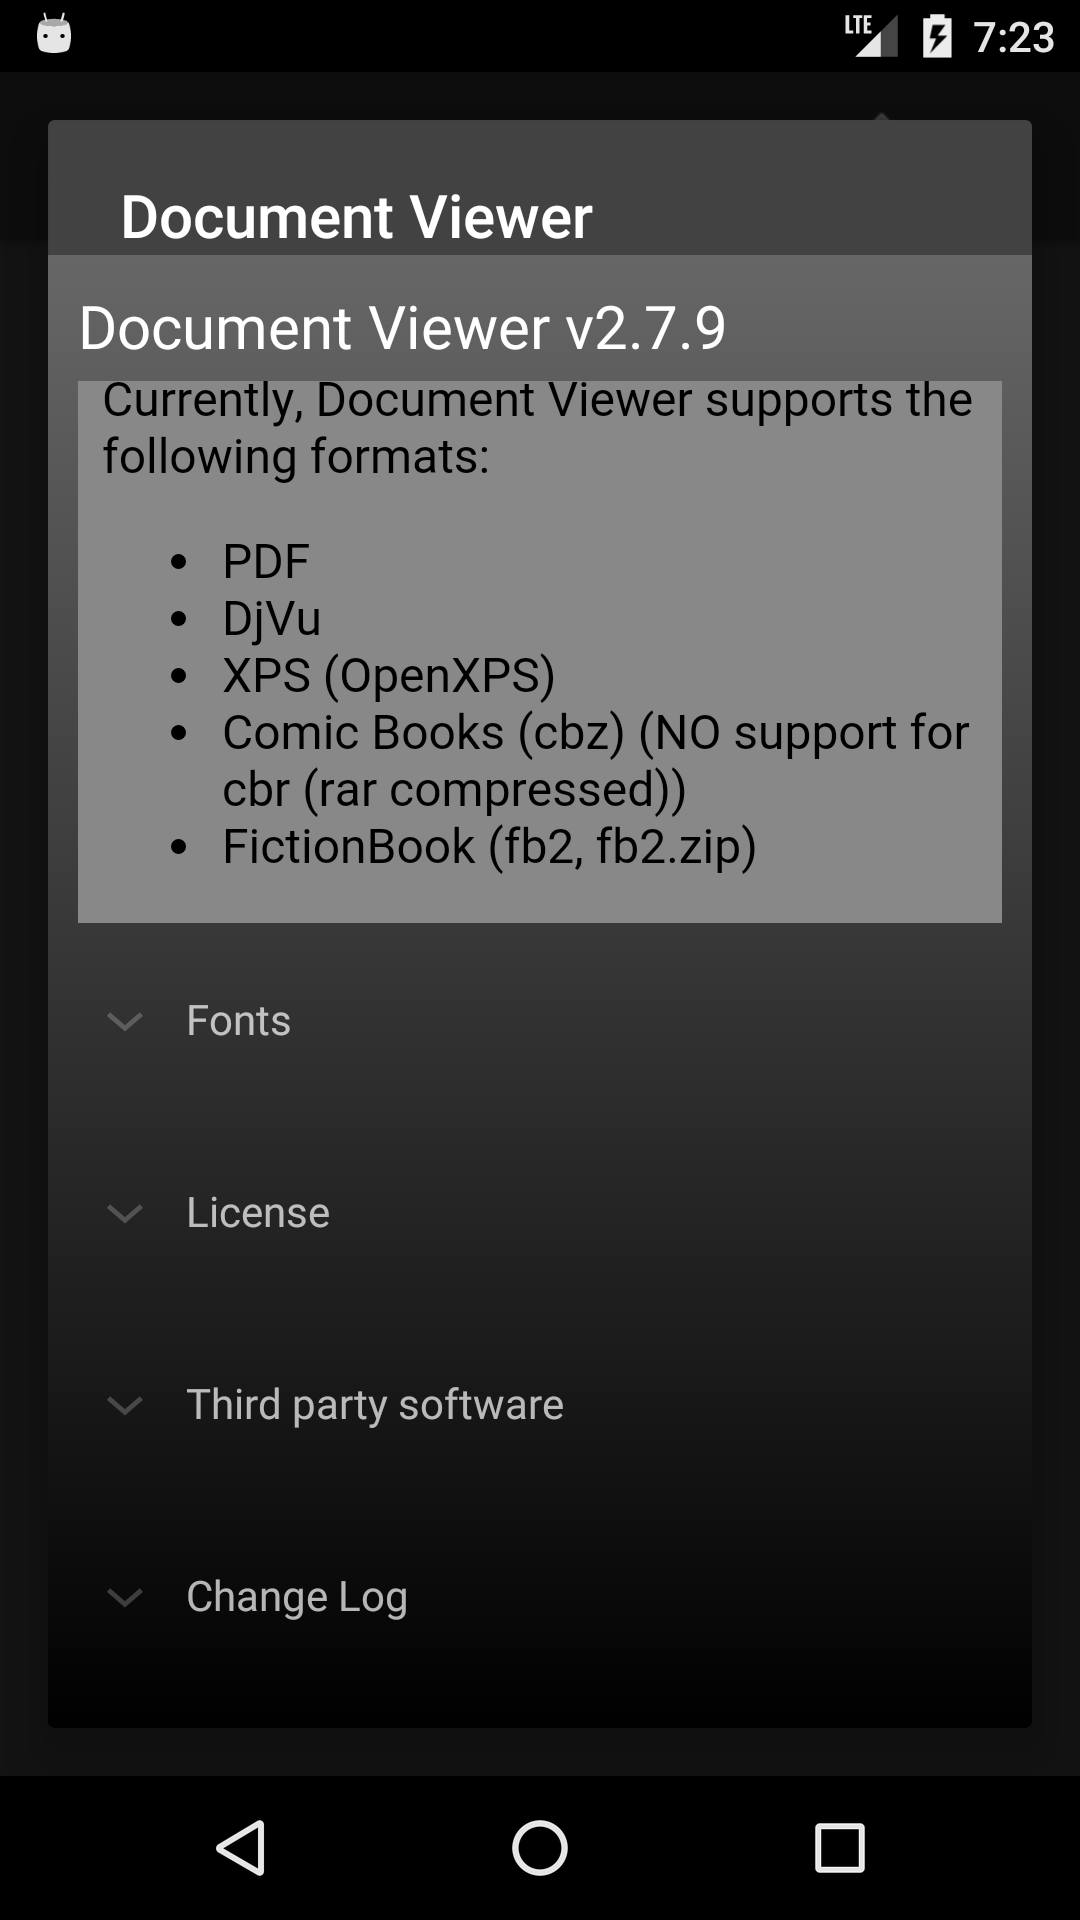 LTE 7:23
Document Viewer
Document Viewer v2.7.9
Currently, Document Viewer supports the
following formats:
• PDF
• DjVu
• XPS (OpenXPS)
• Comic Books (cbz) (NO support for
cbr (rar compressed))
• FictionBook (fb2, fb2.zip)
Fonts
License
Third party software
Change Log